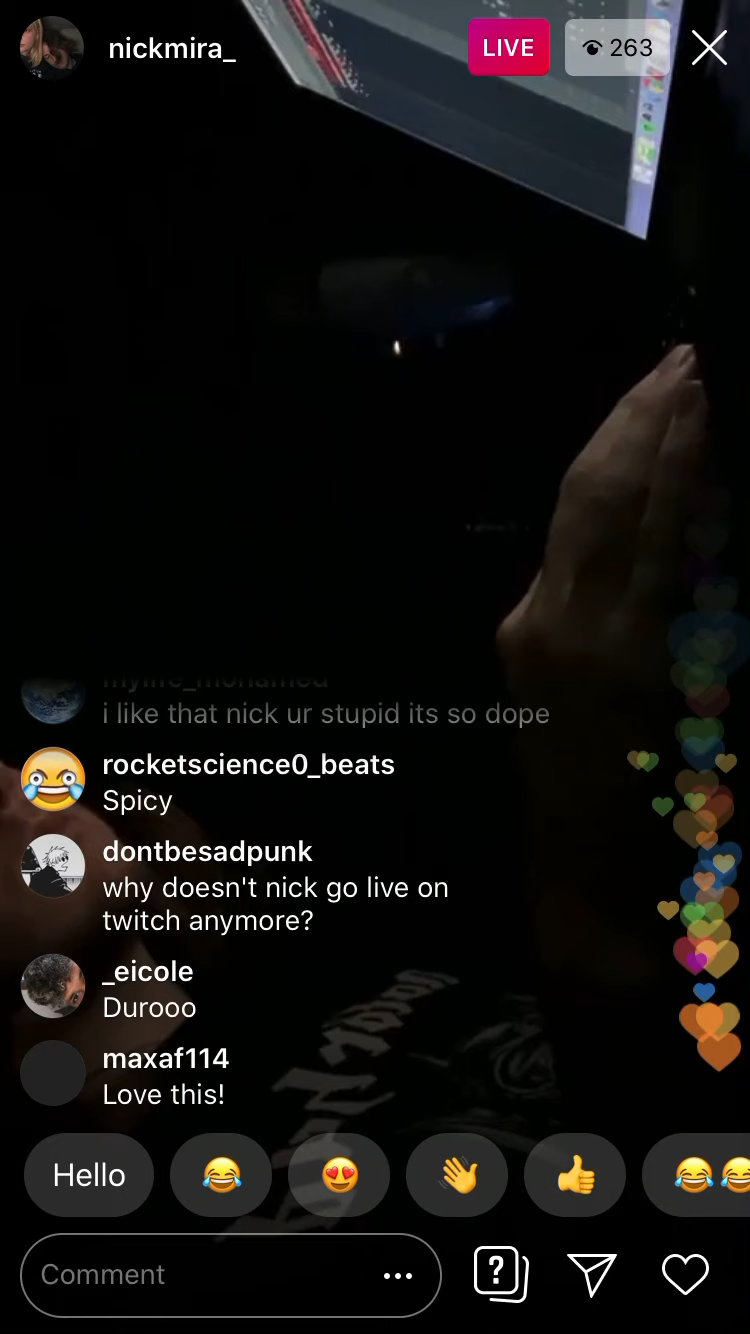 nickmira_
LIVE
263
mylife_mohamed
i like that nick ur stupid its so dope
rocketscience0_beats
Spicy
dontbesadpunk
why doesn't nick go live on
twitch anymore?
_eicole
Durooo
maxaf114
Love this!
Hello
Comment